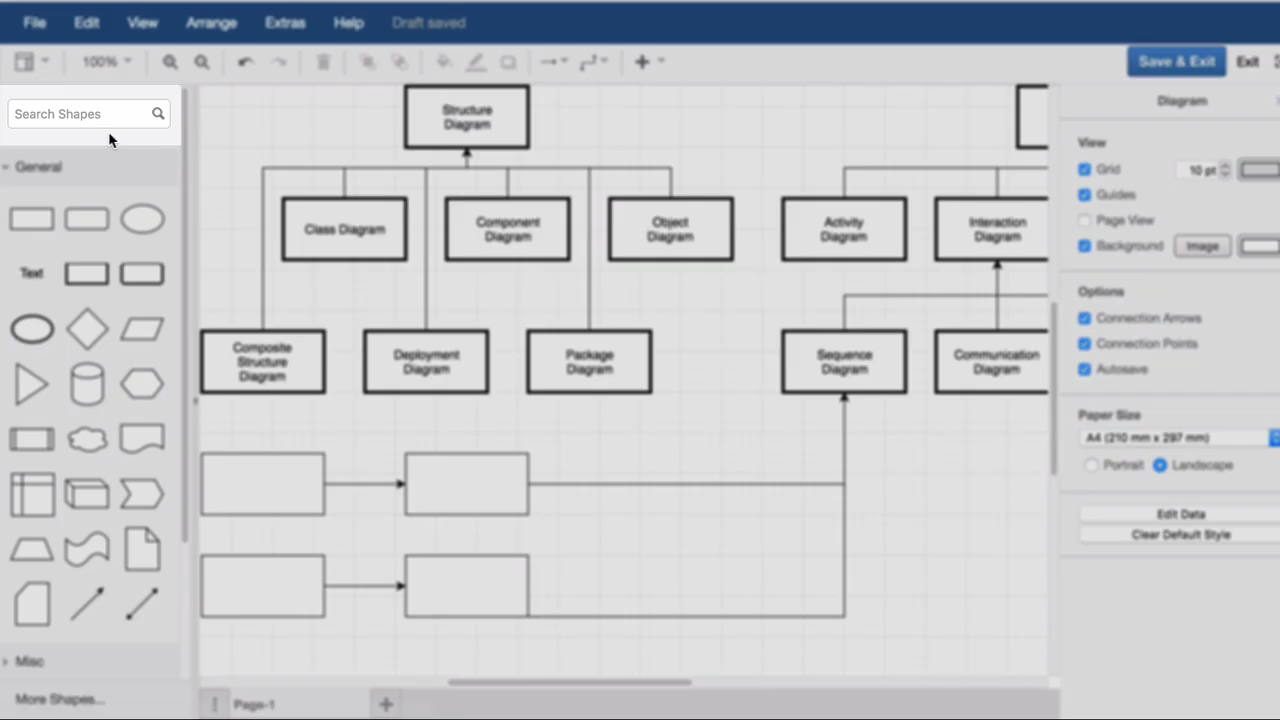 File Edit View Arrange Extras Help Draft saved
100% Save & Exit Exit
Search Shapes
General
Text
Misc
More Shapes...
Structure
Diagram
Class Diagram
Component
Diagram
Object
Diagram
Activity
Diagram
Interaction
Diagram
Composite
Structure
Diagram
Deployment
Diagram
Package
Diagram
Sequence
Diagram
Communication
Diagram
Page-1
Diagram
View
Grid 10 pt
Guides
Page View
Background Image
Options
Connection Arrows
Connection Points
Autosave
Paper Size
A4 (210 mm x 297 mm)
Portrait Landscape
Edit Data
Clear Default Style